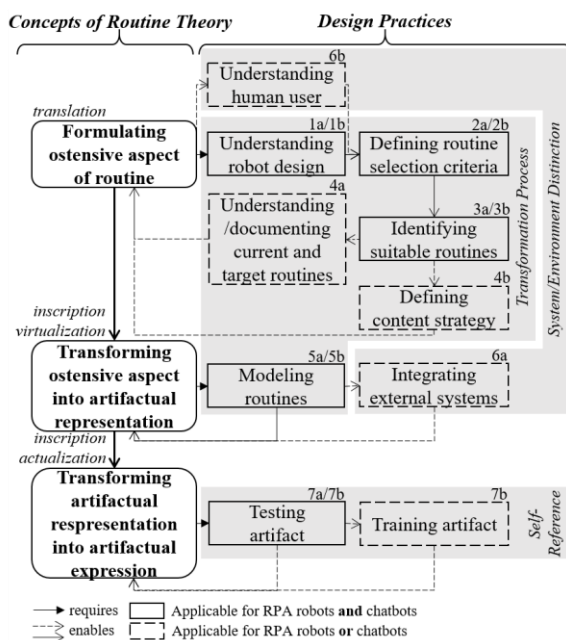 Concepts of Routine Theory
Design Practices
6b
Understanding
human user
translation
Formulating
ostensive aspect
of routine
1a/1b
Understanding
robot design
2a/2b
Defining routine
selection criteria
4a
Understanding
/documenting
current and
target routines
3a/3b
Identifying
suitable routines
4b
Defining
content strategy
Transformation Process
System/Environment Distinction
inscription
virtualization
Transforming
ostensive aspect
into artifactual
representation
5a/5b
Modeling
routines
6a
Integrating
external systems
inscription
actualization
Transforming
artifactual
respresentation
into artifactual
expression
7a/7b
Testing
artifact
7b
Training artifact
Self-
Reference
requires
Applicable for RPA robots and chatbots
enables
Applicable for RPA robots or chatbots